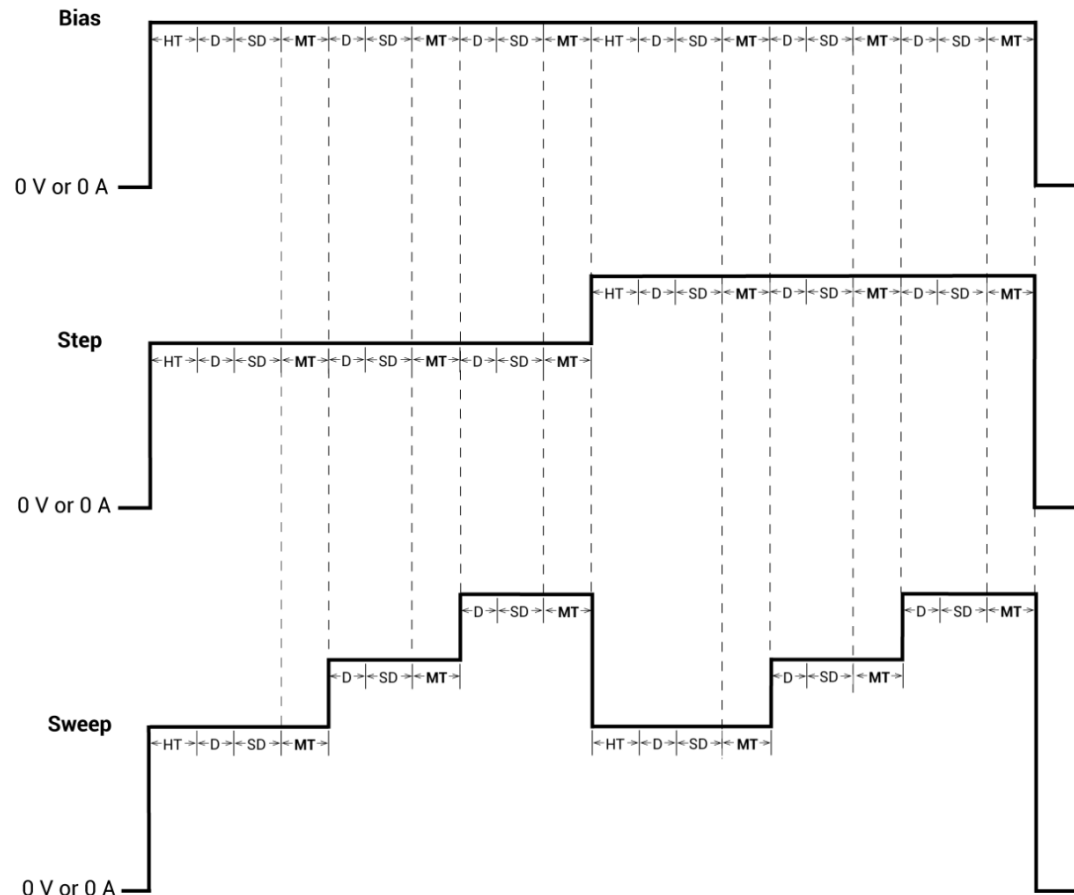 Bias
HT D SD MT D SD MT D SD MT HT D SD MT D SD MT D SD MT
0 V or 0 A
HT D SD MT D SD MT D SD MT
Step
HT D SD MT D SD MT D SD MT
0 V or 0 A
D SD MT D SD MT
D SD MT D SD MT
Sweep
HT D SD MT HT D SD MT
0 V or 0 A